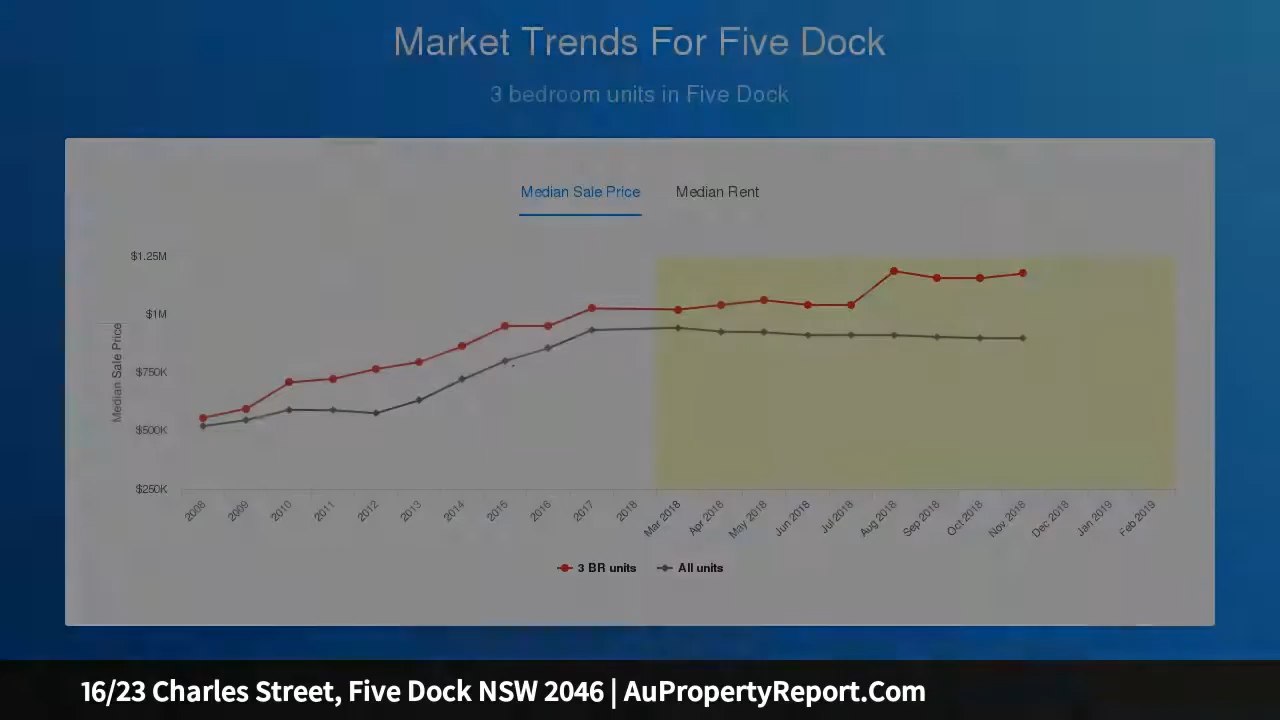 Market Trends For Five Dock
3 bedroom units in Five Dock
Median Sale Price Median Rent
$1.25M
$1M
$750K
$500K
$250K
Median Sale Price
2008 2009 2010 2011 2012 2013 2014 2015 2016 2017 2018 Mar 2018 Apr 2018 May 2018 Jun 2018 Jul 2018 Aug 2018 Sep 2018 Oct 2018 Nov 2018 Dec 2018 Jan 2019 Feb 2019
3 BR units All units
16/23 Charles Street, Five Dock NSW 2046 | AuPropertyReport.Com